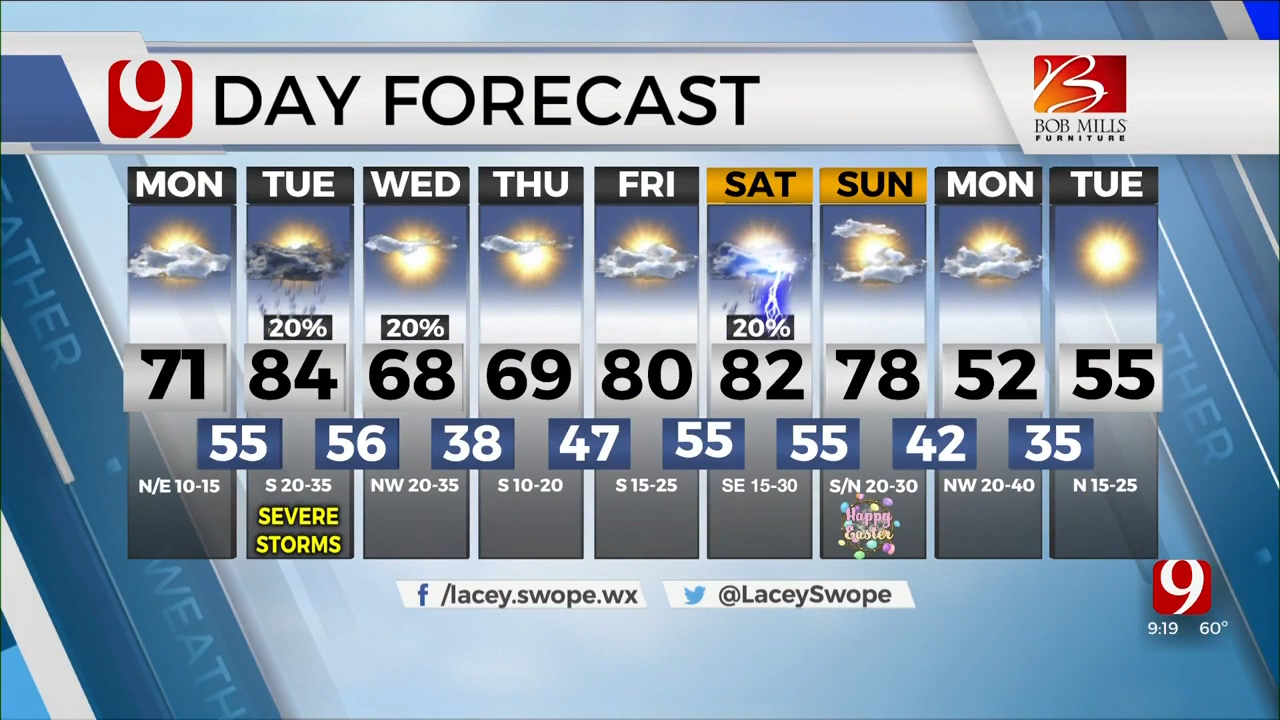 9 DAY FORECAST
B
BOB MILLS
FURNITURE
MON TUE WED THU FRI SAT SUN MON TUE
20% 20% 20%
71 84 68 69 80 82 78 52 55
55 56 38 47 55 55 42 35
N/E 10-15 S 20-35 NW 20-35 S 10-20 S 15-25 SE 15-30 S/N 20-30 NW 20-40 N 15-25
SEVERE
STORMS
Happy
Easter
f /lacey.swope.wx @LaceySwope
9
9:19 60°
WEATHER
EATHER
WEATH